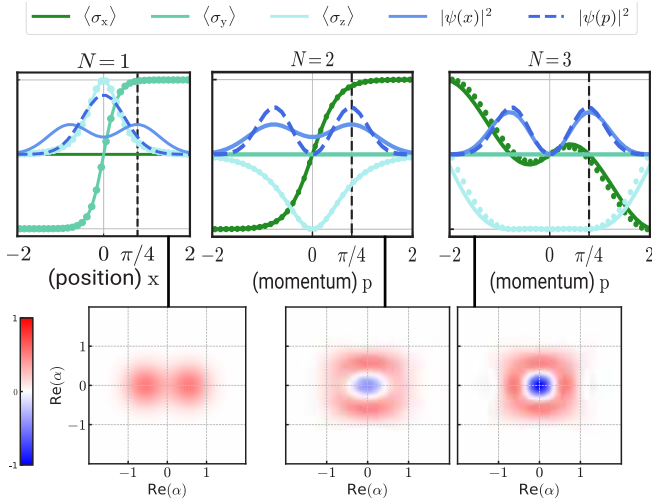 ⟨σx⟩ ⟨σy⟩ ⟨σz⟩ |ψ(x)|² |ψ(p)|²
N = 1 N = 2 N = 3
−2 0 π/4 2 −2 0 π/4 2 −2 0 π/4 2
(position) x (momentum) p (momentum) p
1
0
-1
Re(α)
1
0
−1
−1 0 1 −1 0 1 −1 0 1
Re(α) Re(α) Re(α)